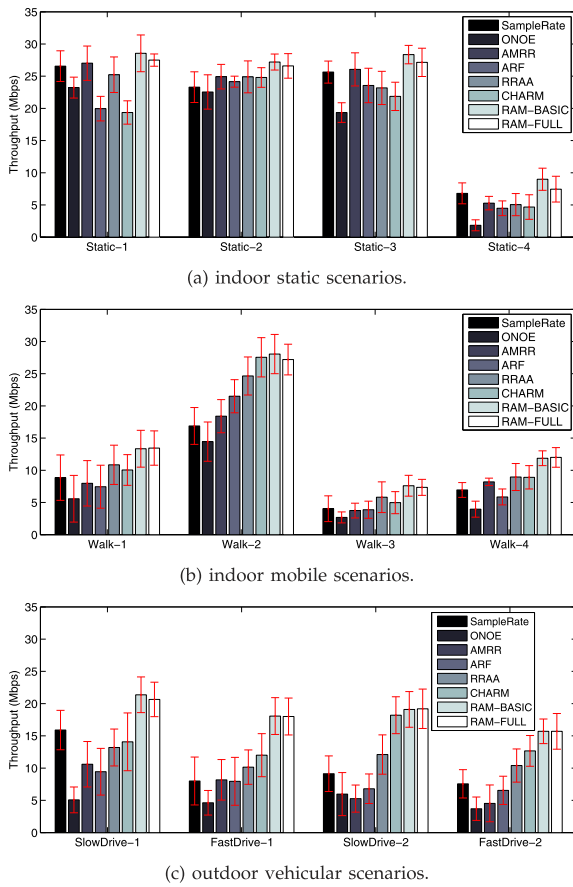 35
30
25
20
15
10
5
0
Throughput (Mbps)
SampleRate
ONOE
AMRR
ARF
RRAA
CHARM
RAM−BASIC
RAM−FULL
Static−1 Static−2 Static−3 Static−4
(a) indoor static scenarios.
35
30
25
20
15
10
5
0
Throughput (Mbps)
SampleRate
ONOE
AMRR
ARF
RRAA
CHARM
RAM−BASIC
RAM−FULL
Walk−1 Walk−2 Walk−3 Walk−4
(b) indoor mobile scenarios.
35
30
25
20
15
10
5
0
Throughput (Mbps)
SampleRate
ONOE
AMRR
ARF
RRAA
CHARM
RAM−BASIC
RAM−FULL
SlowDrive−1 FastDrive−1 SlowDrive−2 FastDrive−2
(c) outdoor vehicular scenarios.